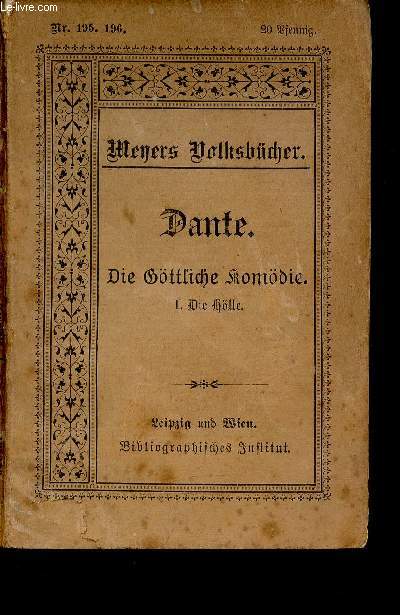 Le-livre.com
Nr. 195. 196. 20 Pfennig.
Meyers Volksbücher.
Dante.
Die Göttliche Komödie.
1. Die Hölle.
Leipzig und Wien.
Bibliographisches Institut.